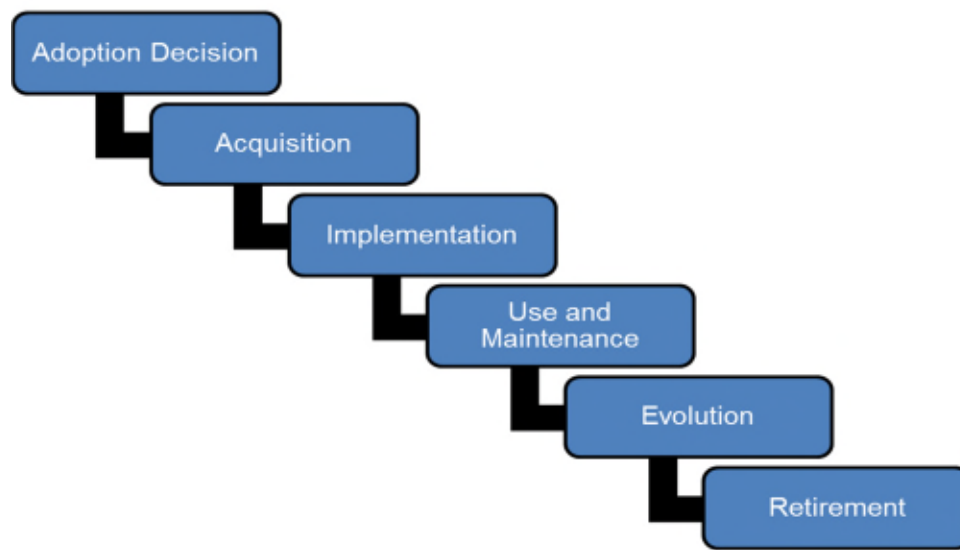 Adoption Decision
Acquisition
Implementation
Use and
Maintenance
Evolution
Retirement